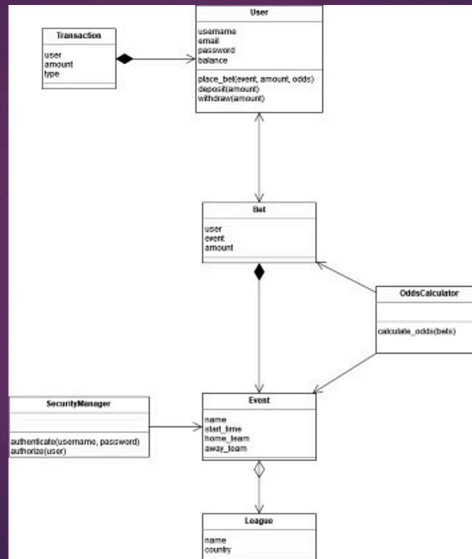 Transaction
user
amount
type
User
username
email
password
balance
place_bet(event, amount, odds)
deposit(amount)
withdraw(amount)
Bet
user
event
amount
OddsCalculator
calculate_odds(bets)
SecurityManager
authenticate(username, password)
authorize(user)
Event
name
start_time
home_team
away_team
League
name
country